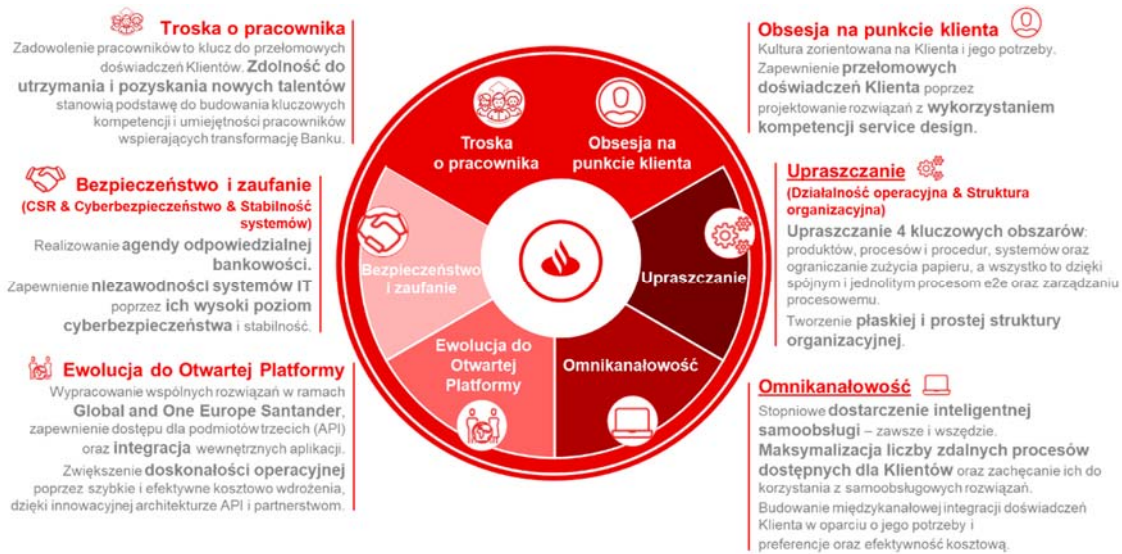 Troska o pracownika
Zadowolenie pracowników to klucz do przełomowych
doświadczeń Klientów. Zdolność do
utrzymania i pozyskania nowych talentów
stanowią podstawę do budowania kluczowych
kompetencji i umiejętności pracowników
wspierających transformację Banku.
Bezpieczeństwo i zaufanie
(CSR & Cyberbezpieczeństwo & Stabilność
systemów)
Realizowanie agendy odpowiedzialnej
bankowości.
Zapewnienie niezawodności systemów IT
poprzez ich wysoki poziom
cyberbezpieczeństwa i stabilność.
Ewolucja do Otwartej Platformy
Wypracowanie wspólnych rozwiązań w ramach
Global and One Europe Santander,
zapewnienie dostępu dla podmiotów trzecich (API)
oraz integracja wewnętrznych aplikacji.
Zwiększenie doskonałości operacyjnej
poprzez szybkie i efektywne kosztowo wdrożenia,
dzięki innowacyjnej architekturze API i partnerstwom.
Troska
o pracownika
Obsesja na
punkcie klienta
Bezpieczeństwo
i zaufanie
Upraszczanie
Ewolucja do
Otwartej
Platformy
Omnikanałowość
Obsesja na punkcie klienta
Kultura zorientowana na Klienta i jego potrzeby.
Zapewnienie przełomowych
doświadczeń Klienta poprzez
projektowanie rozwiązań z wykorzystaniem
kompetencji service design.
Upraszczanie
(Działalność operacyjna & Struktura
organizacyjna)
Upraszczanie 4 kluczowych obszarów:
produktów, procesów i procedur, systemów oraz
ograniczanie zużycia papieru, a wszystko to dzięki
spójnym i jednolitym procesom e2e oraz zarządzaniu
procesowemu.
Tworzenie płaskiej i prostej struktury
organizacyjnej.
Omnikanałowość
Stopniowe dostarczenie inteligentnej
samoobsługi – zawsze i wszędzie.
Maksymalizacja liczby zdalnych procesów
dostępnych dla Klientów oraz zachęcanie ich do
korzystania z samoobsługowych rozwiązań.
Budowanie międzykanałowej integracji doświadczeń
Klienta w oparciu o jego potrzeby i
preferencje oraz efektywność kosztową.